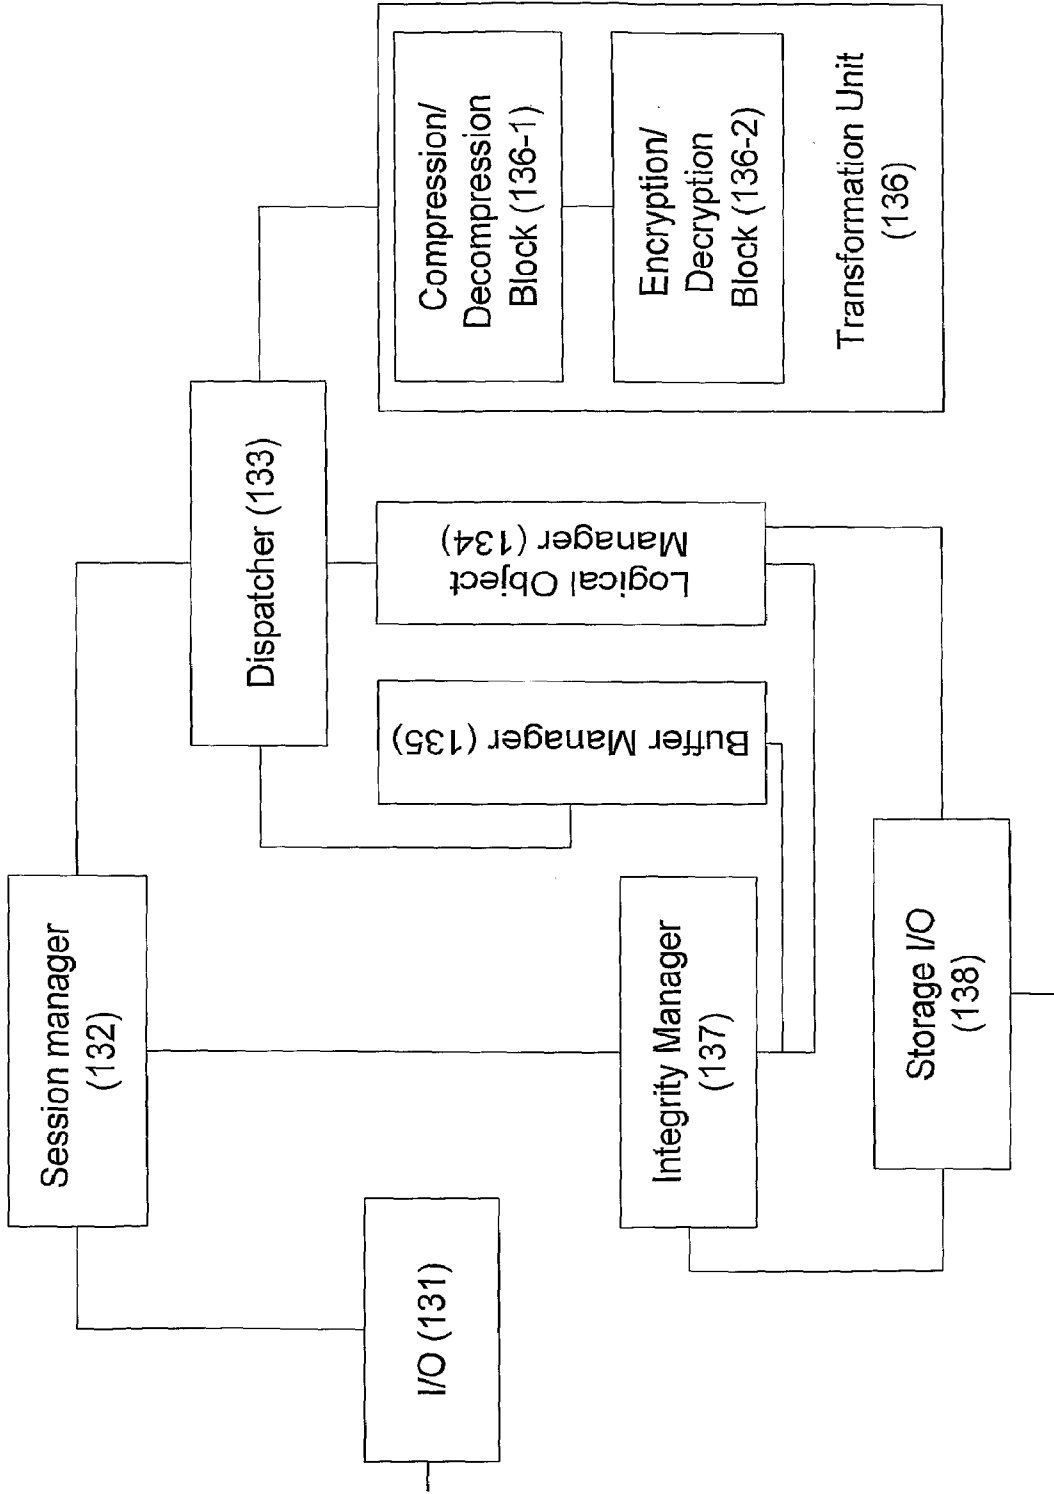 Session manager
(132)
I/O (131)
Dispatcher (133)
Buffer Manager (135)
Logical Object
Manager (134)
Integrity Manager
(137)
Storage I/O
(138)
Compression/
Decompression
Block (136-1)
Encryption/
Decryption
Block (136-2)
Transformation Unit
(136)